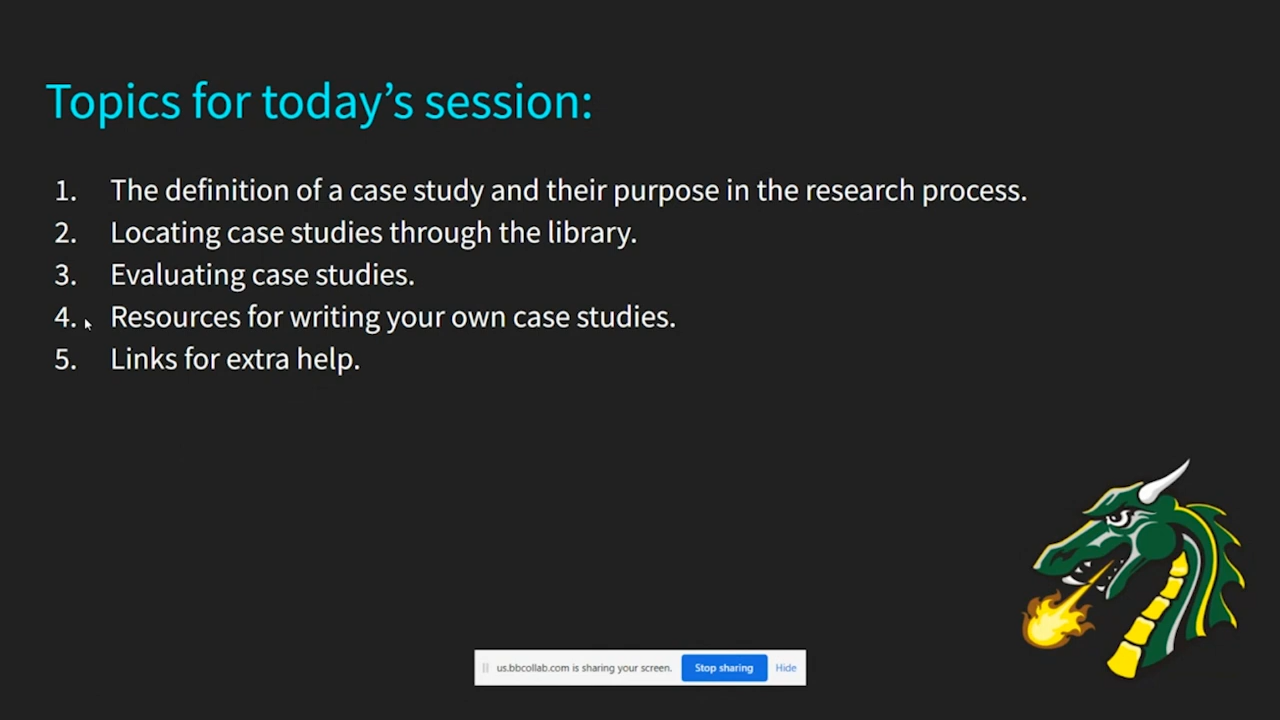 Topics for today’s session:
1. The definition of a case study and their purpose in the research process.
2. Locating case studies through the library.
3. Evaluating case studies.
4. Resources for writing your own case studies.
5. Links for extra help.
us.bbcollab.com is sharing your screen. Stop sharing Hide